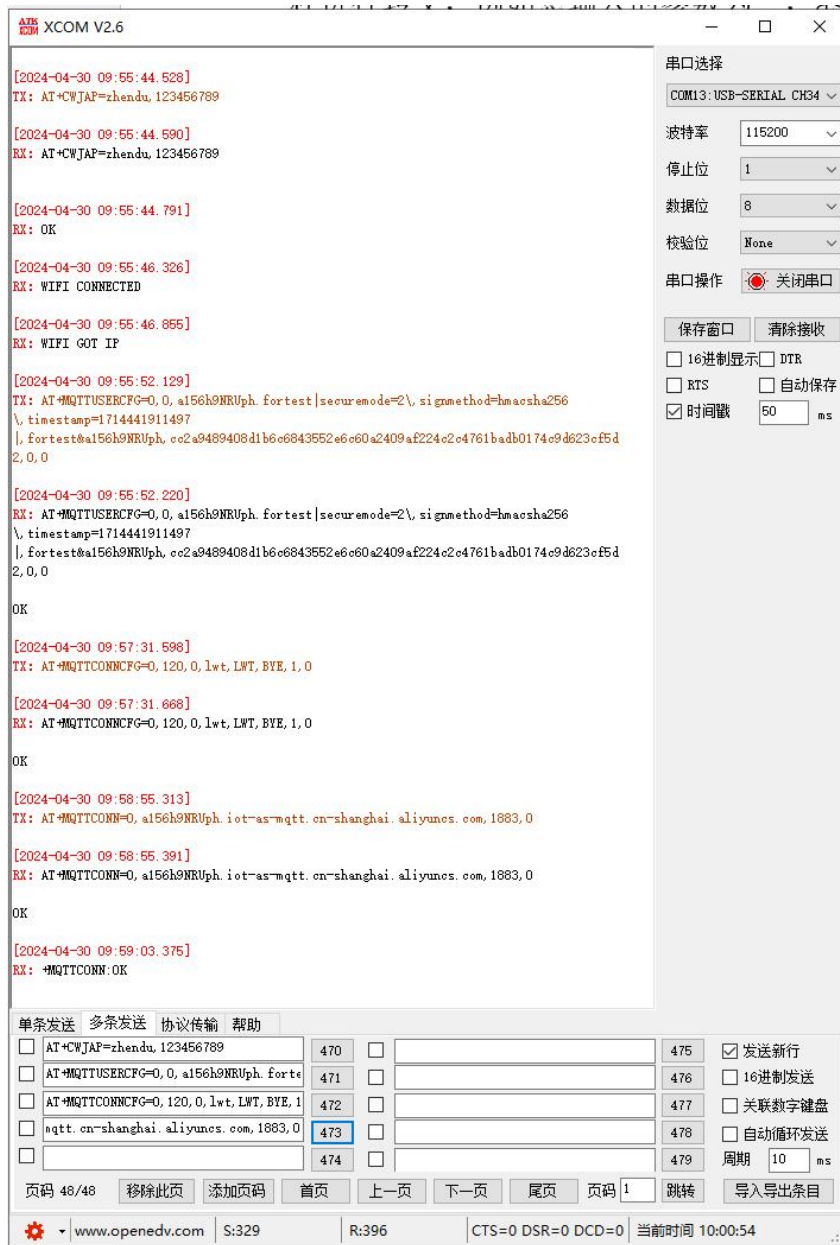 XCOM V2.6
[2024-04-30 09:55:44.528]
TX: AT+CWJAP=zhendu,123456789
[2024-04-30 09:55:44.590]
RX: AT+CWJAP=zhendu,123456789
[2024-04-30 09:55:44.791]
RX: OK
[2024-04-30 09:55:46.326]
RX: WIFI CONNECTED
[2024-04-30 09:55:46.855]
RX: WIFI GOT IP
[2024-04-30 09:55:52.129]
TX: AT+MQTTUSERCFG=0,0,a156h9NRUph.fortest|securemode=2\,signmethod=hmacsha256
\,timestamp=1714441911497
|,fortest&a156h9NRUph,cc2a9489408d1b6c6843552e6c60a2409af224c2c4761badb0174c9d623cf5d
2,0,0
[2024-04-30 09:55:52.220]
RX: AT+MQTTUSERCFG=0,0,a156h9NRUph.fortest|securemode=2\,signmethod=hmacsha256
\,timestamp=1714441911497
|,fortest&a156h9NRUph,cc2a9489408d1b6c6843552e6c60a2409af224c2c4761badb0174c9d623cf5d
2,0,0
OK
[2024-04-30 09:57:31.598]
TX: AT+MQTTCONNCFG=0,120,0,lwt,LWT,BYE,1,0
[2024-04-30 09:57:31.668]
RX: AT+MQTTCONNCFG=0,120,0,lwt,LWT,BYE,1,0
OK
[2024-04-30 09:58:55.313]
TX: AT+MQTTCONN=0,a156h9NRUph.iot-as-mqtt.cn-shanghai.aliyuncs.com,1883,0
[2024-04-30 09:58:55.391]
RX: AT+MQTTCONN=0,a156h9NRUph.iot-as-mqtt.cn-shanghai.aliyuncs.com,1883,0
OK
[2024-04-30 09:59:03.375]
RX: +MQTTCONN:OK
串口选择
COM13:USB-SERIAL CH34
波特率 115200
停止位 1
数据位 8
校验位 None
串口操作 关闭串口
保存窗口 清除接收
16进制显示 DTR
RTS 自动保存
时间戳 50 ms
单条发送 多条发送 协议传输 帮助
AT+CWJAP=zhendu,123456789 470 475 发送新行
AT+MQTTUSERCFG=0,0,a156h9NRUph.forte 471 476 16进制发送
AT+MQTTCONNCFG=0,120,0,lwt,LWT,BYE,1 472 477 关联数字键盘
mqtt.cn-shanghai.aliyuncs.com,1883,0 473 478 自动循环发送
474 479 周期 10 ms
页码 48/48 移除此页 添加页码 首页 上一页 下一页 尾页 页码 1 跳转 导入导出条目
www.openedv.com S:329 R:396 CTS=0 DSR=0 DCD=0 当前时间 10:00:54